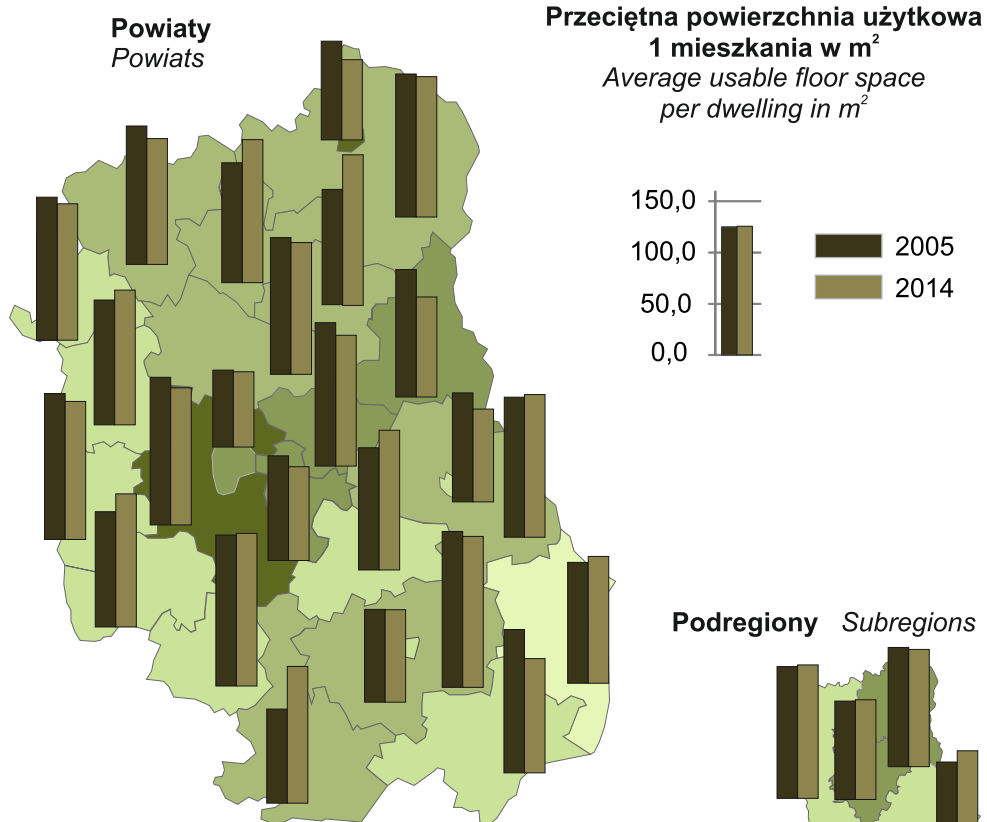 Powiaty
Powiats
Przeciętna powierzchnia użytkowa
1 mieszkania w m²
Average usable floor space
per dwelling in m²
150,0
100,0
50,0
0,0
2005
2014
Podregiony Subregions